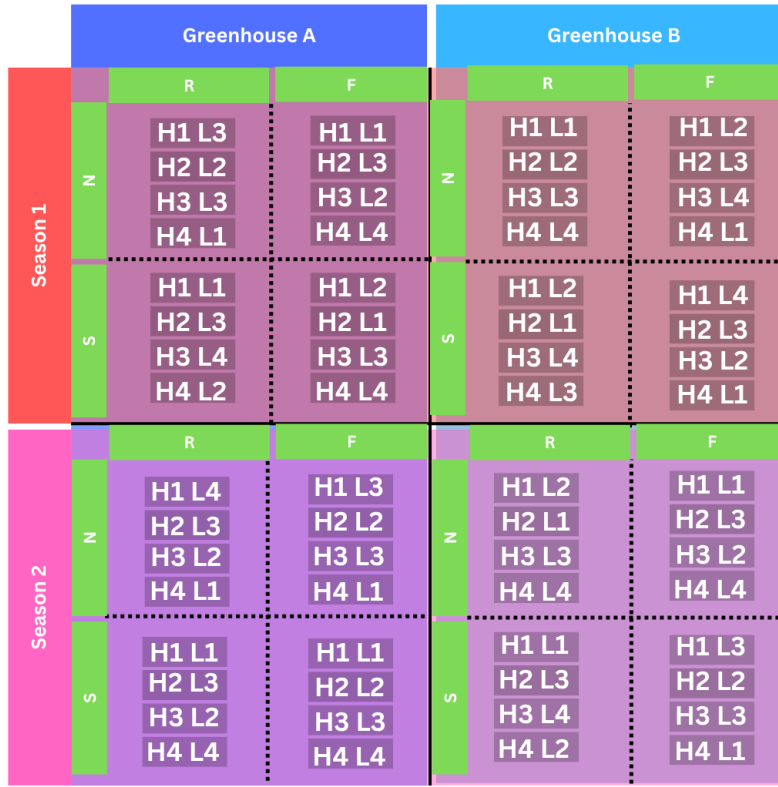 Greenhouse A
Greenhouse B
Season 1
R
F
R
F
N
H1 L3
H2 L2
H3 L3
H4 L1
H1 L1
H2 L3
H3 L2
H4 L4
N
H1 L1
H2 L2
H3 L3
H4 L4
H1 L2
H2 L3
H3 L4
H4 L1
S
H1 L1
H2 L3
H3 L4
H4 L2
H1 L2
H2 L1
H3 L3
H4 L4
S
H1 L2
H2 L1
H3 L4
H4 L3
H1 L4
H2 L3
H3 L2
H4 L1
Season 2
R
F
R
F
N
H1 L4
H2 L3
H3 L2
H4 L1
H1 L3
H2 L2
H3 L3
H4 L1
N
H1 L2
H2 L1
H3 L3
H4 L4
H1 L1
H2 L3
H3 L2
H4 L4
S
H1 L1
H2 L3
H3 L2
H4 L4
H1 L1
H2 L2
H3 L3
H4 L4
S
H1 L1
H2 L3
H3 L4
H4 L2
H1 L3
H2 L2
H3 L3
H4 L1